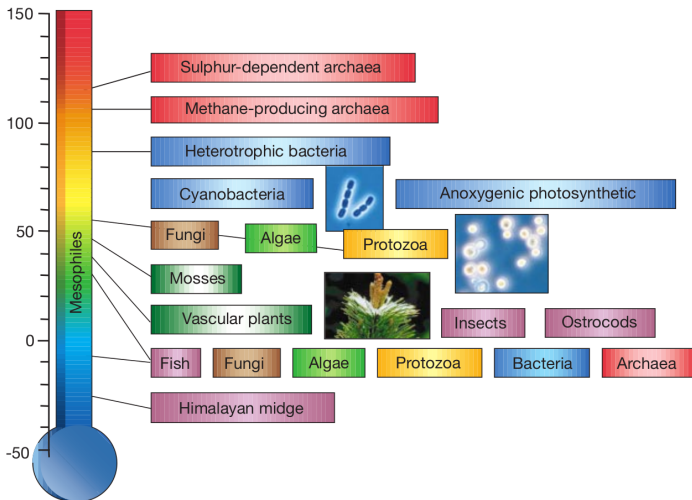 150
Sulphur-dependent archaea
Methane-producing archaea
100
Heterotrophic bacteria
Cyanobacteria
Anoxygenic photosynthetic
50
Fungi
Algae
Protozoa
Mesophiles
Mosses
Vascular plants
Insects
Ostrocods
0
Fish
Fungi
Algae
Protozoa
Bacteria
Archaea
Himalayan midge
-50